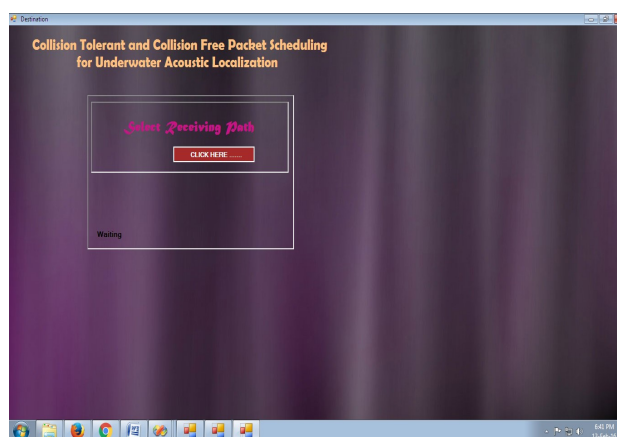 Destination
Collision Tolerant and Collision Free Packet Scheduling
for Underwater Acoustic Localization
Select Receiving Path
CLICK HERE ......
Waiting
6:41 PM